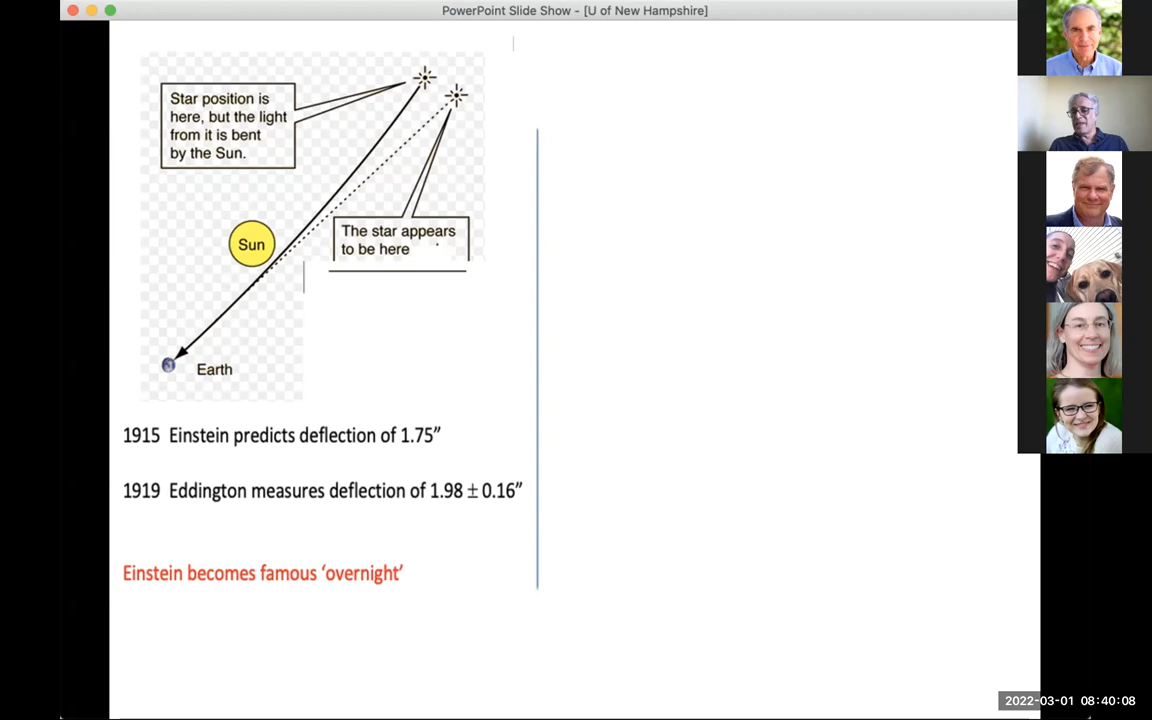 PowerPoint Slide Show - [U of New Hampshire]
Star position is
here, but the light
from it is bent
by the Sun.
The star appears
to be here
Sun
Earth
1915 Einstein predicts deflection of 1.75”
1919 Eddington measures deflection of 1.98 ± 0.16”
Einstein becomes famous ‘overnight’
2022-03-01 08:40:08